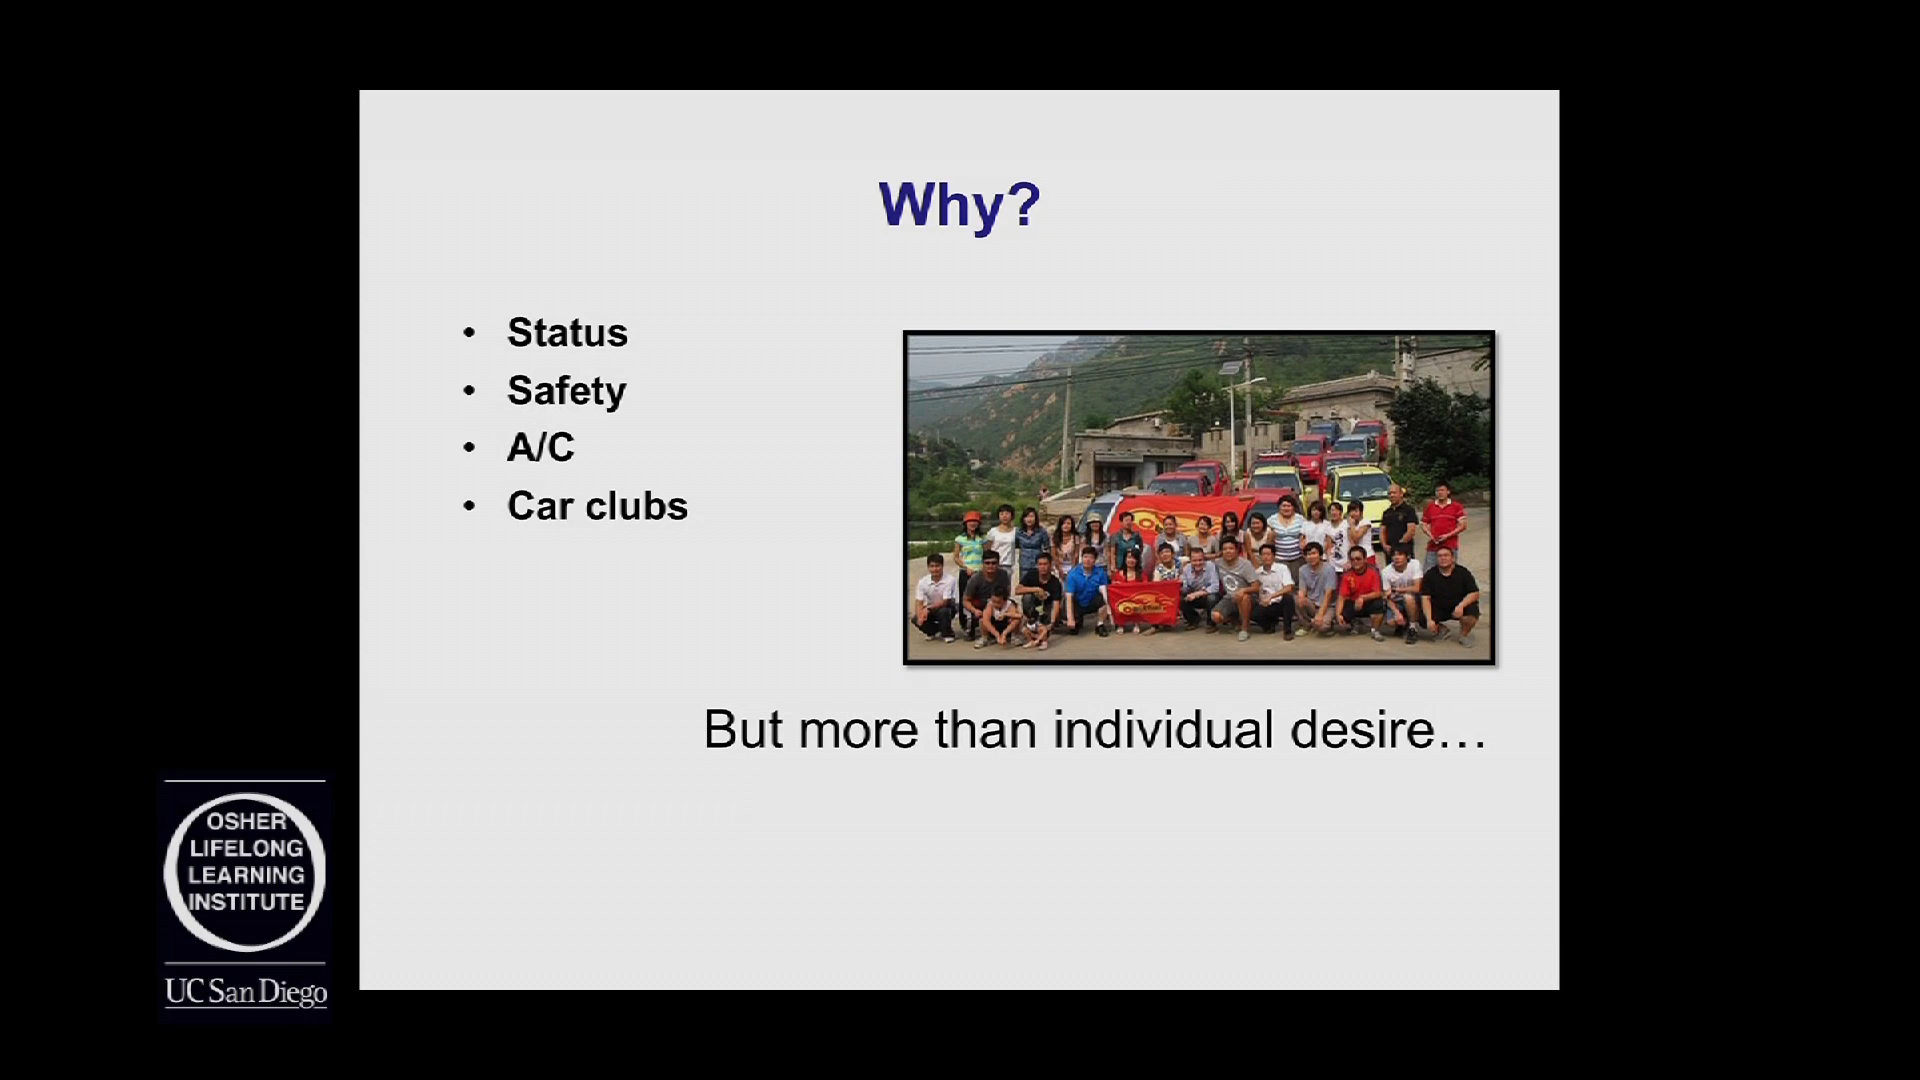 Why?
• Status
• Safety
• A/C
• Car clubs
But more than individual desire…
OSHER
LIFELONG
LEARNING
INSTITUTE
UC San Diego